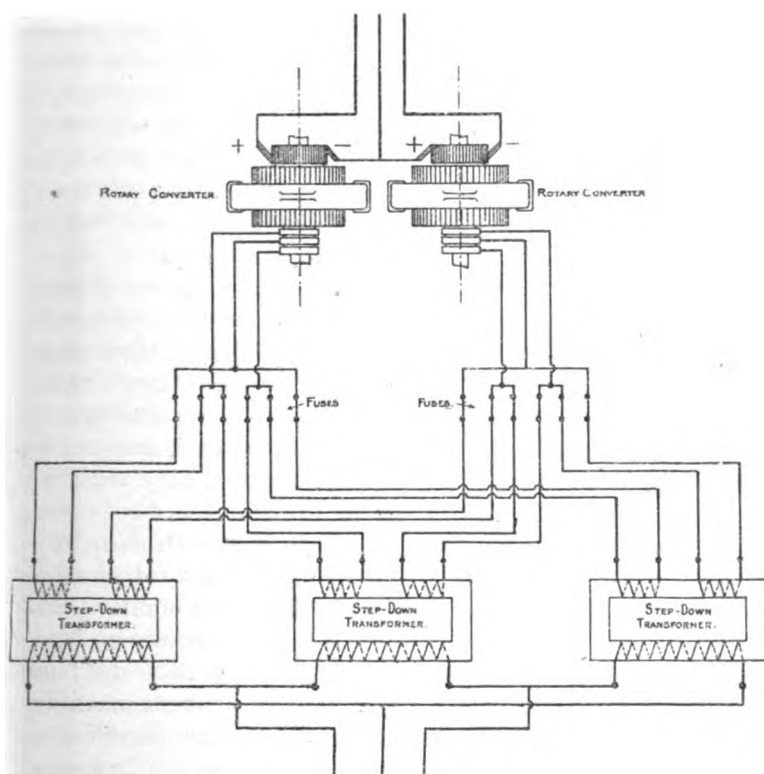 + − + −
ROTARY CONVERTER. ROTARY CONVERTER
FUSES FUSES.
STEP-DOWN
TRANSFORMER.
STEP-DOWN
TRANSFORMER.
STEP-DOWN
TRANSFORMER.